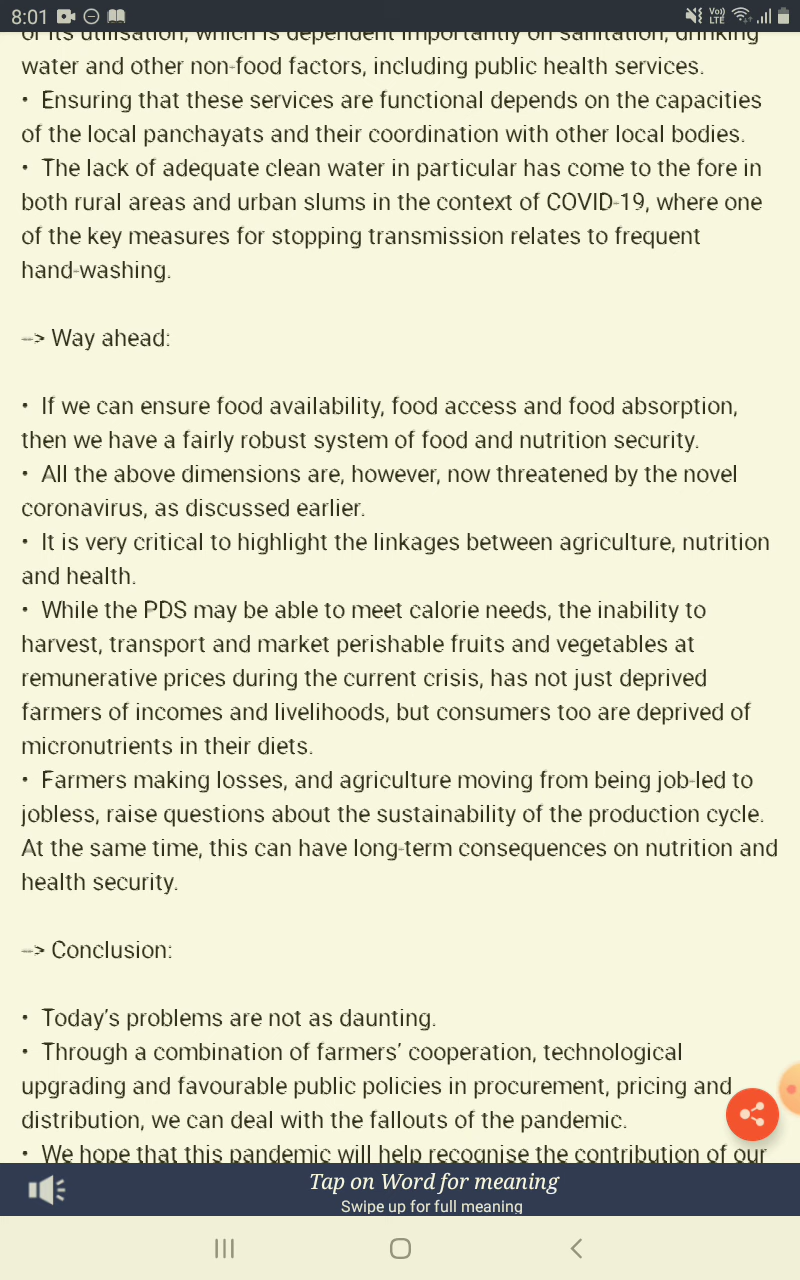 8:01
Vo)) LTE
or its utilisation, which is dependent importantly on sanitation, drinking
water and other non-food factors, including public health services.
• Ensuring that these services are functional depends on the capacities
of the local panchayats and their coordination with other local bodies.
• The lack of adequate clean water in particular has come to the fore in
both rural areas and urban slums in the context of COVID-19, where one
of the key measures for stopping transmission relates to frequent
hand-washing.
--> Way ahead:
• If we can ensure food availability, food access and food absorption,
then we have a fairly robust system of food and nutrition security.
• All the above dimensions are, however, now threatened by the novel
coronavirus, as discussed earlier.
• It is very critical to highlight the linkages between agriculture, nutrition
and health.
• While the PDS may be able to meet calorie needs, the inability to
harvest, transport and market perishable fruits and vegetables at
remunerative prices during the current crisis, has not just deprived
farmers of incomes and livelihoods, but consumers too are deprived of
micronutrients in their diets.
• Farmers making losses, and agriculture moving from being job-led to
jobless, raise questions about the sustainability of the production cycle.
At the same time, this can have long-term consequences on nutrition and
health security.
--> Conclusion:
• Today’s problems are not as daunting.
• Through a combination of farmers’ cooperation, technological
upgrading and favourable public policies in procurement, pricing and
distribution, we can deal with the fallouts of the pandemic.
• We hope that this pandemic will help recognise the contribution of our
Tap on Word for meaning
Swipe up for full meaning